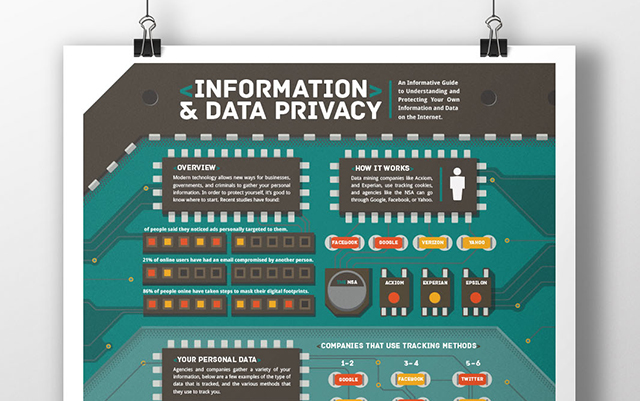 <INFORMATION>
& DATA PRIVACY
An Informative Guide
to Understanding and
Protecting Your Own
Information and Data
on the Internet.
OVERVIEW
Modern technology allows new ways for businesses,
governments, and criminals to gather your personal
information. In order to protect yourself, it's good to
know where to start. Recent studies have found:
HOW IT WORKS
Data mining companies like Acxiom,
and Experian, use tracking cookies,
and agencies like the NSA can go
through Google, Facebook, or Yahoo.
of people said they noticed ads personally targeted to them.
21% of online users have had an email compromised by another person.
86% of people onine have taken steps to mask their digital footprints.
FACEBOOK
GOOGLE
VERIZON
YAHOO
NSA
ACXIOM
EXPERIAN
EPSILON
<COMPANIES THAT USE TRACKING METHODS>
YOUR PERSONAL DATA
Agencies and companies gather a variety of your
information, below are a few examples of the type of
data that is tracked, and the various methods that
they use to track you.
1-2
3-4
5-6
GOOGLE
FACEBOOK
TWITTER